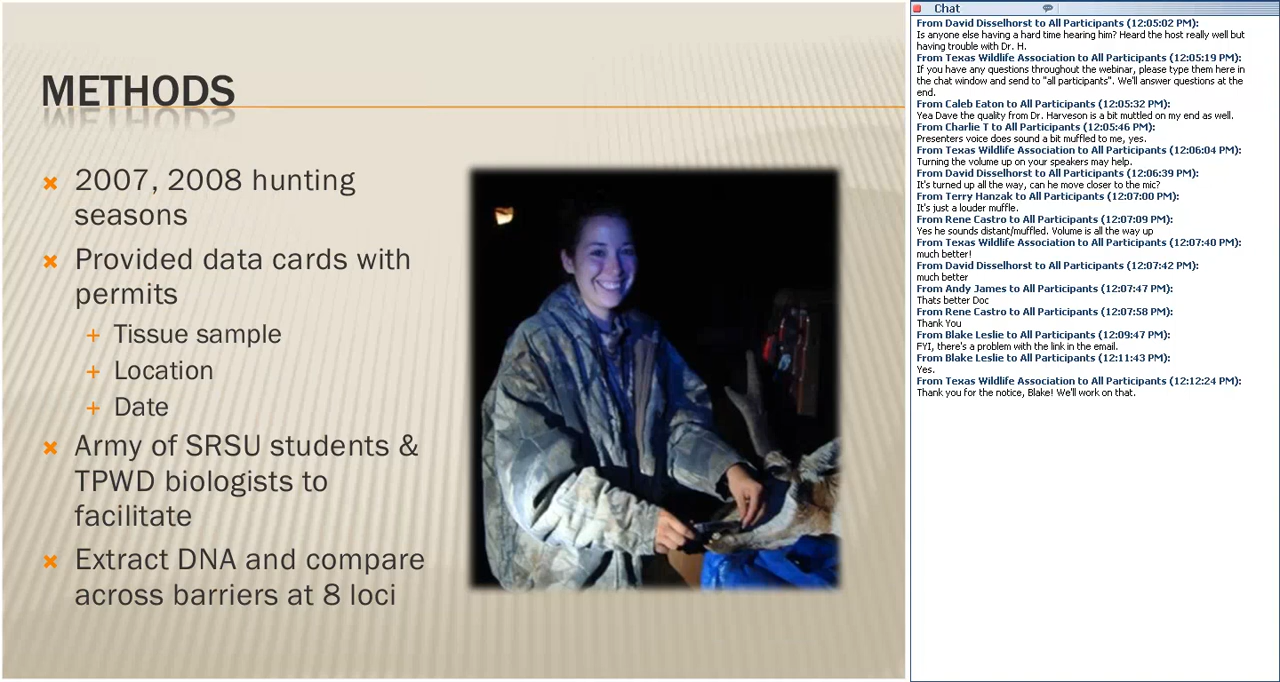 METHODS
2007, 2008 hunting
seasons
Provided data cards with
permits
Tissue sample
Location
Date
Army of SRSU students &
TPWD biologists to
facilitate
Extract DNA and compare
across barriers at 8 loci
Chat
From David Disselhorst to All Participants (12:05:02 PM):
Is anyone else having a hard time hearing him? Heard the host really well but
having trouble with Dr. H.
From Texas Wildlife Association to All Participants (12:05:19 PM):
If you have any questions throughout the webinar, please type them here in
the chat window and send to "all participants". We'll answer questions at the
end.
From Caleb Eaton to All Participants (12:05:32 PM):
Yea Dave the quality from Dr. Harveson is a bit muttled on my end as well.
From Charlie T to All Participants (12:05:46 PM):
Presenters voice does sound a bit muffled to me, yes.
From Texas Wildlife Association to All Participants (12:06:04 PM):
Turning the volume up on your speakers may help.
From David Disselhorst to All Participants (12:06:39 PM):
It's turned up all the way, can he move closer to the mic?
From Terry Hanzak to All Participants (12:07:00 PM):
It's just a louder muffle.
From Rene Castro to All Participants (12:07:09 PM):
Yes he sounds distant/muffled. Volume is all the way up
From Texas Wildlife Association to All Participants (12:07:40 PM):
much better!
From David Disselhorst to All Participants (12:07:42 PM):
much better
From Andy James to All Participants (12:07:47 PM):
Thats better Doc
From Rene Castro to All Participants (12:07:58 PM):
Thank You
From Blake Leslie to All Participants (12:09:47 PM):
FYI, there's a problem with the link in the email.
From Blake Leslie to All Participants (12:11:43 PM):
Yes.
From Texas Wildlife Association to All Participants (12:12:24 PM):
Thank you for the notice, Blake! We'll work on that.